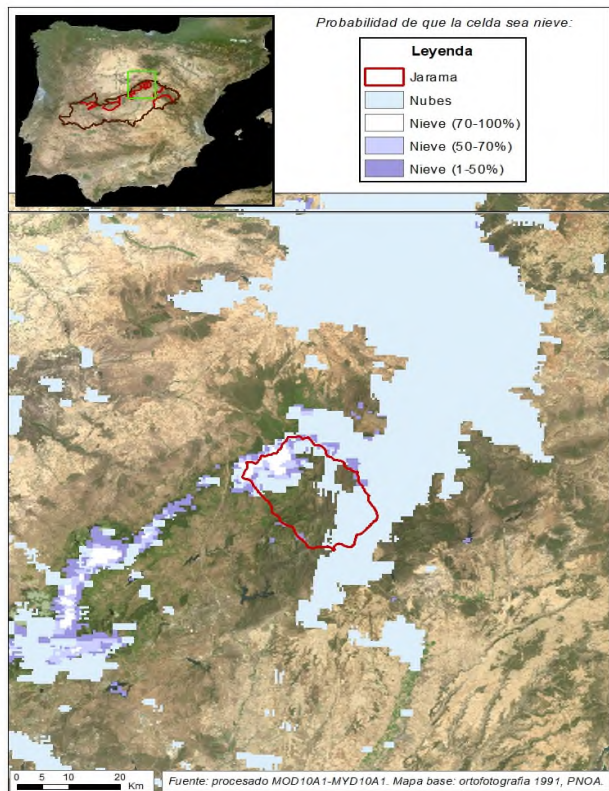 Probabilidad de que la celda sea nieve:
Leyenda
Jarama
Nubes
Nieve (70-100%)
Nieve (50-70%)
Nieve (1-50%)
0 5 10 20
Km
Fuente: procesado MOD10A1-MYD10A1. Mapa base: ortofotografia 1991, PNOA.